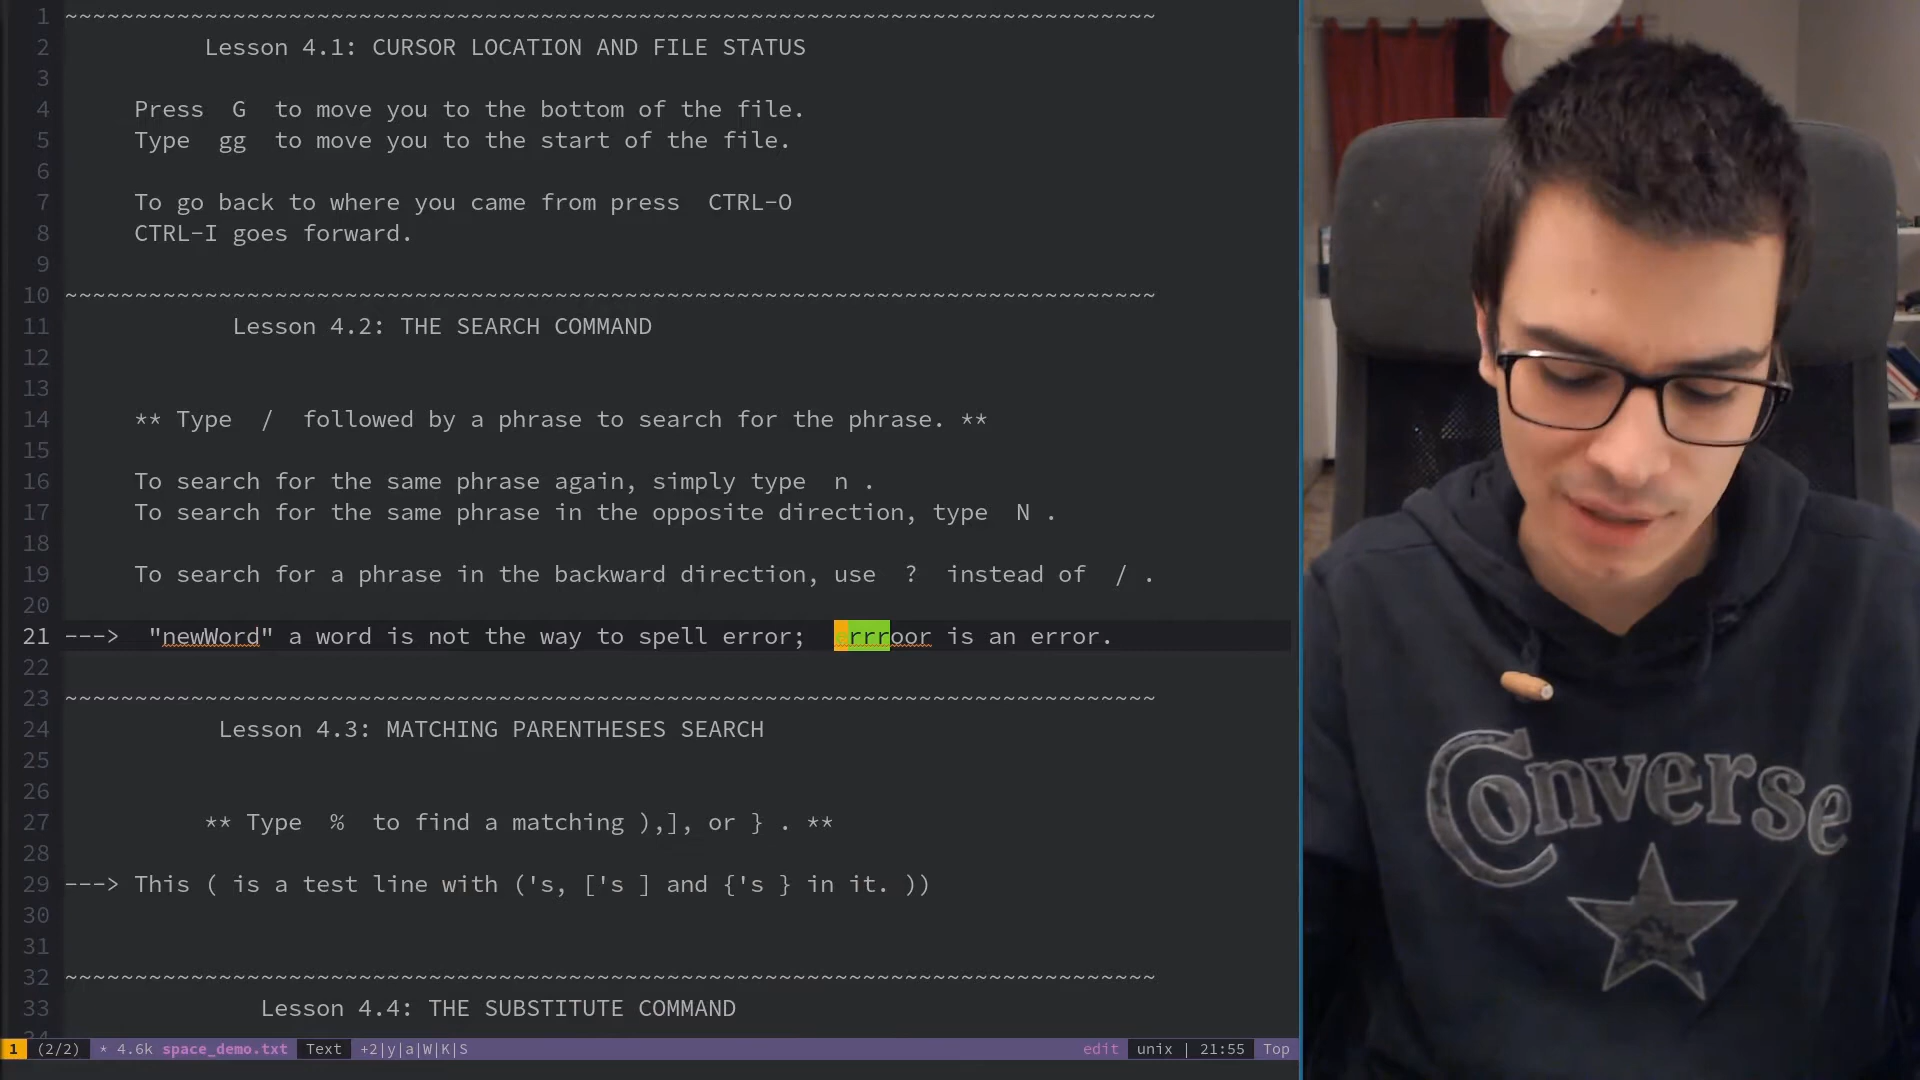 1 ~~~~~~~~~~~~~~~~~~~~~~~~~~~~~~~~~~~~~~~~~~~~~~~~~~~~~~~~~~~~~~~~~~~~~~~~~~~~~~
2 Lesson 4.1: CURSOR LOCATION AND FILE STATUS
3
4 Press  G  to move you to the bottom of the file.
5 Type  gg  to move you to the start of the file.
6
7 To go back to where you came from press  CTRL-O
8 CTRL-I goes forward.
9
10 ~~~~~~~~~~~~~~~~~~~~~~~~~~~~~~~~~~~~~~~~~~~~~~~~~~~~~~~~~~~~~~~~~~~~~~~~~~~~~~
11 Lesson 4.2: THE SEARCH COMMAND
12
13
14 ** Type  /  followed by a phrase to search for the phrase. **
15
16 To search for the same phrase again, simply type  n .
17 To search for the same phrase in the opposite direction, type  N .
18
19 To search for a phrase in the backward direction, use  ?  instead of  / .
20
21 --->  "newWord" a word is not the way to spell error;  errroor is an error.
22
23 ~~~~~~~~~~~~~~~~~~~~~~~~~~~~~~~~~~~~~~~~~~~~~~~~~~~~~~~~~~~~~~~~~~~~~~~~~~~~~~
24 Lesson 4.3: MATCHING PARENTHESES SEARCH
25
26
27 ** Type  %  to find a matching ),], or } . **
28
29 ---> This ( is a test line with ('s, ['s ] and {'s } in it. ))
30
31
32 ~~~~~~~~~~~~~~~~~~~~~~~~~~~~~~~~~~~~~~~~~~~~~~~~~~~~~~~~~~~~~~~~~~~~~~~~~~~~~~
33 Lesson 4.4: THE SUBSTITUTE COMMAND
1 (2/2) * 4.6k space_demo.txt Text +2|y|a|W|K|S edit unix | 21:55 Top
Converse